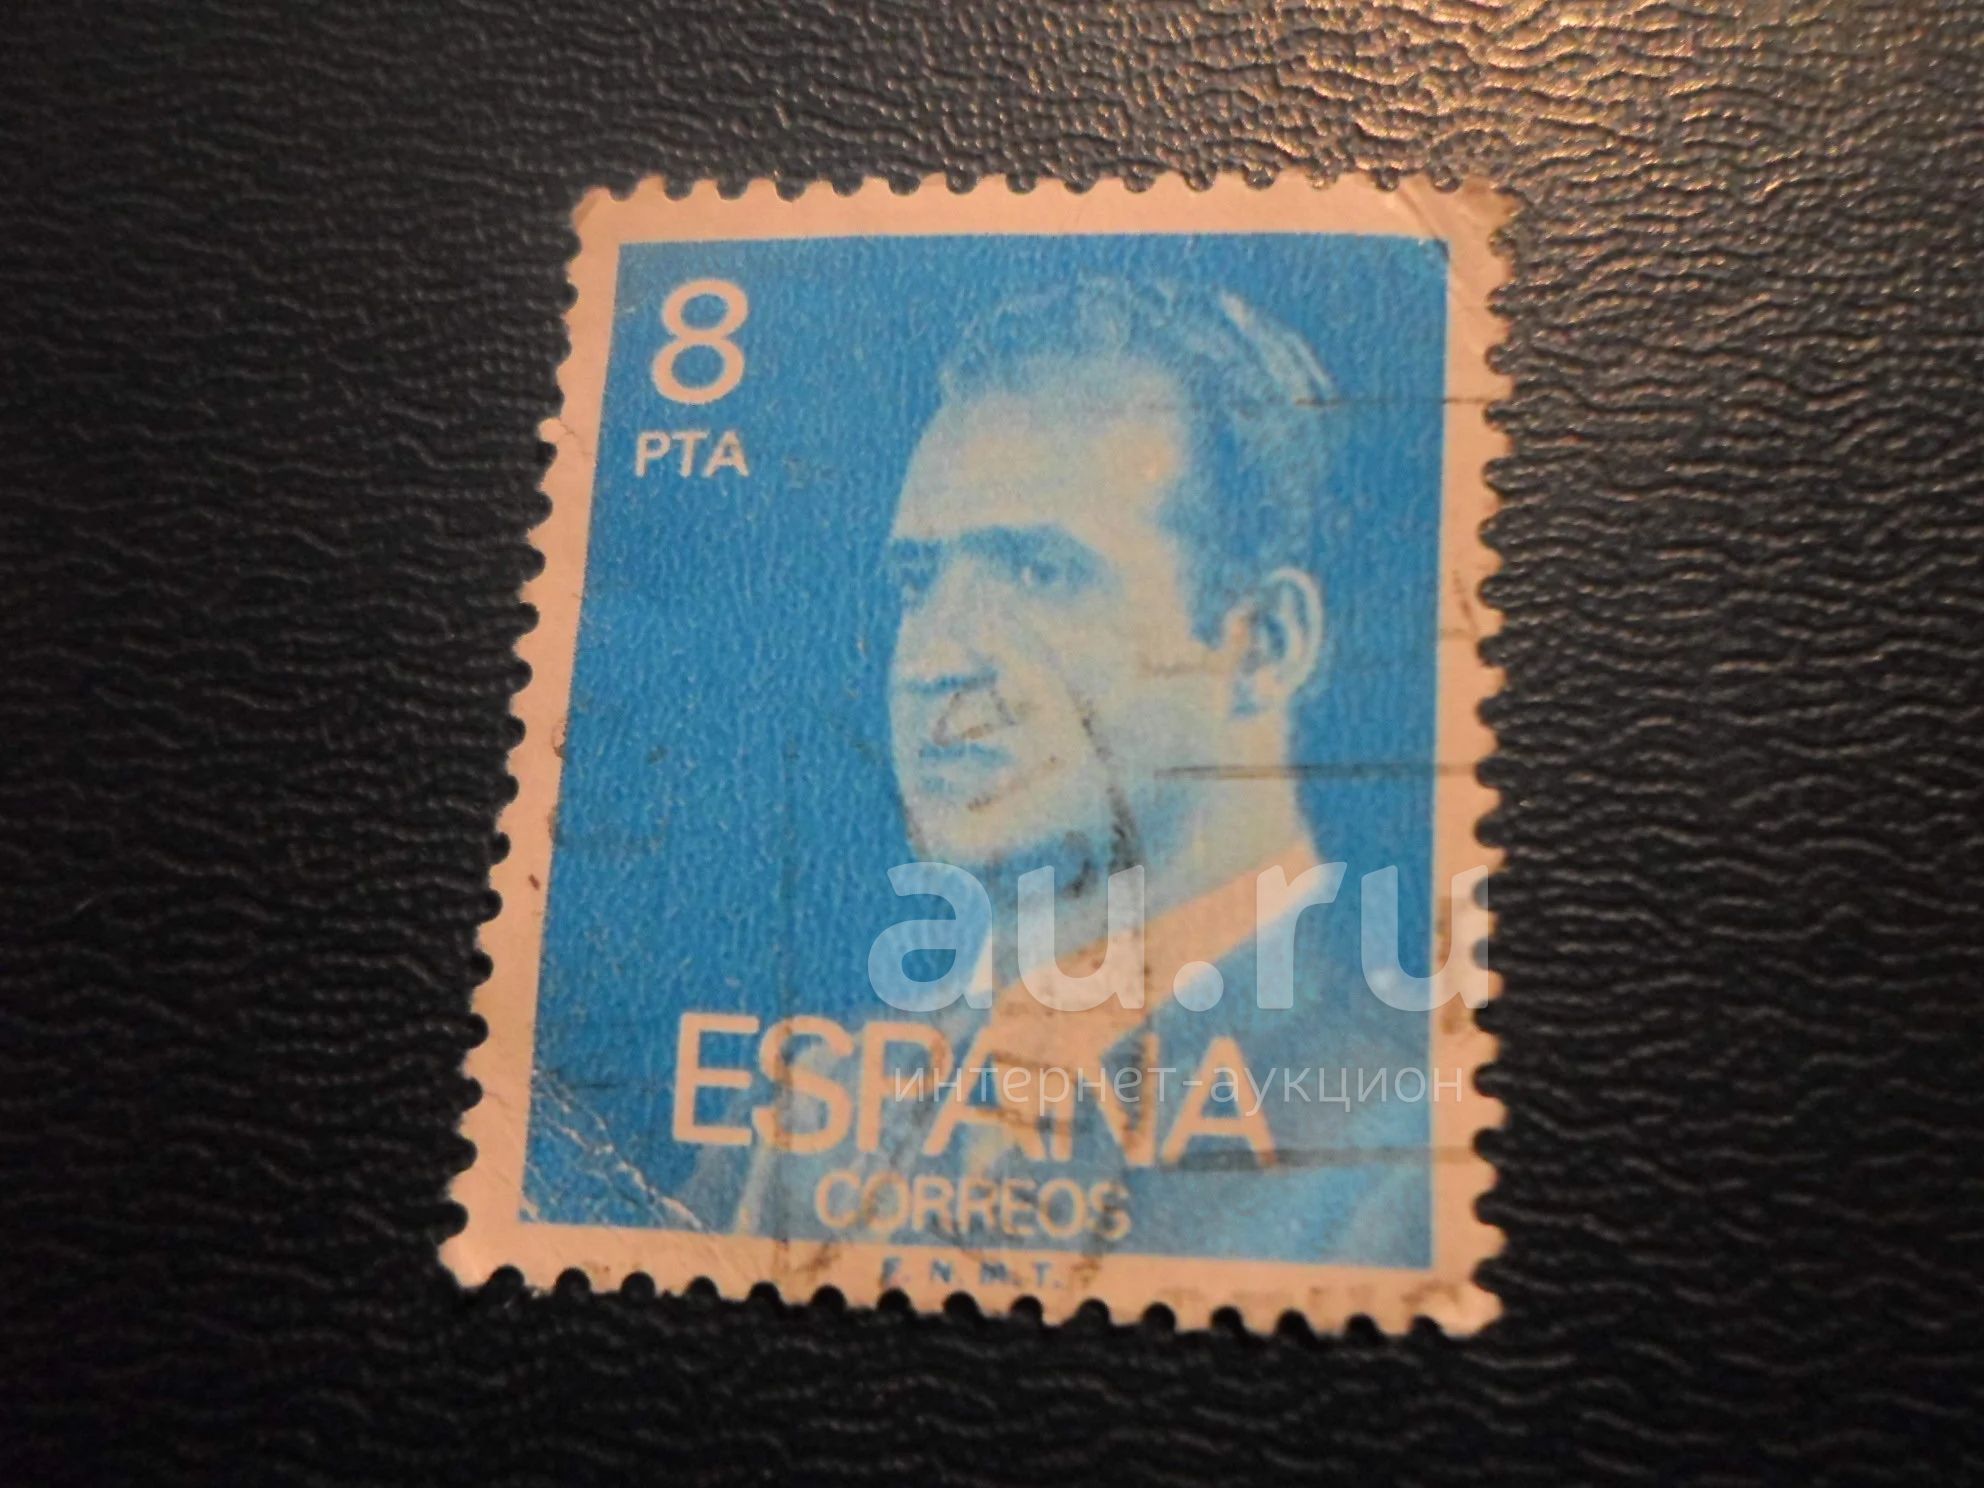 8
PTA
au.ru
ESPAÑA
интернет-аукцион
CORREOS
F. N. M. T.